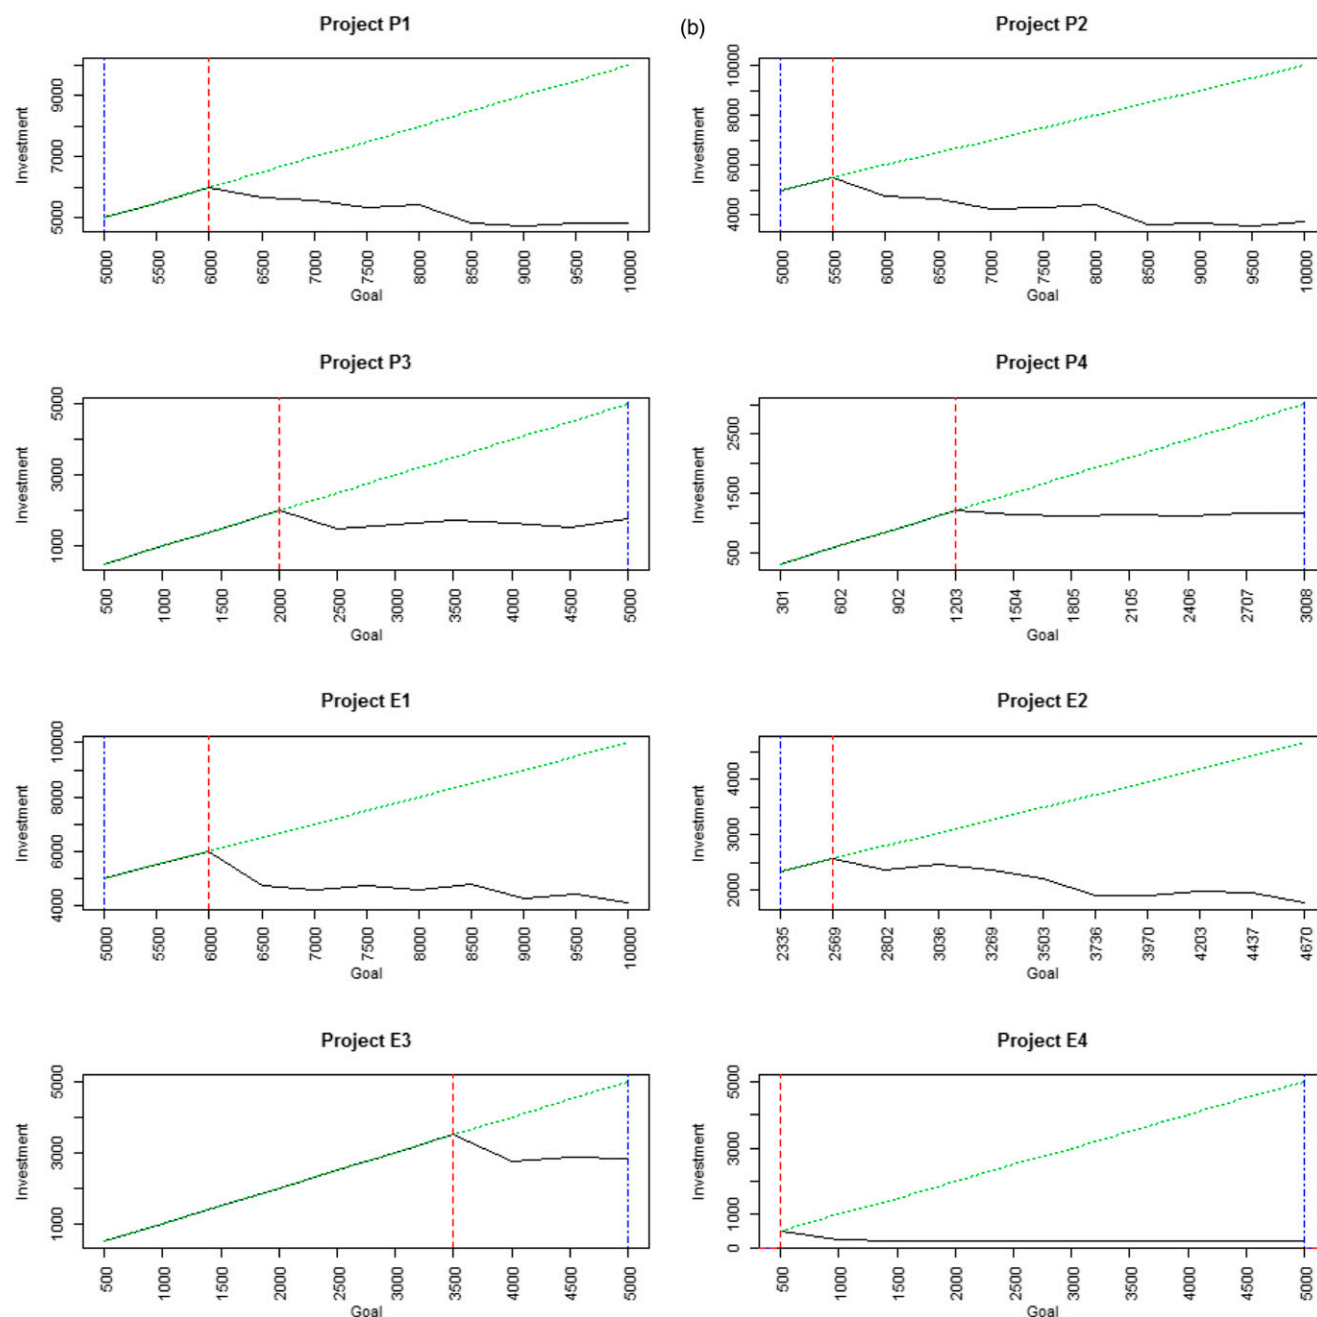 Project P1
Investment
5000
7000
9000
5000 5500 6000 6500 7000 7500 8000 8500 9000 9500 10000
Goal
(b)
Project P2
Investment
4000
6000
8000
10000
5000 5500 6000 6500 7000 7500 8000 8500 9000 9500 10000
Goal
Project P3
Investment
1000
3000
5000
500 1000 1500 2000 2500 3000 3500 4000 4500 5000
Goal
Project P4
Investment
500
1500
2500
301 602 902 1203 1504 1805 2105 2406 2707 3008
Goal
Project E1
Investment
4000
6000
8000
10000
5000 5500 6000 6500 7000 7500 8000 8500 9000 9500 10000
Goal
Project E2
Investment
2000
3000
4000
2335 2569 2802 3036 3269 3503 3736 3970 4203 4437 4670
Goal
Project E3
Investment
1000
3000
5000
500 1000 1500 2000 2500 3000 3500 4000 4500 5000
Goal
Project E4
Investment
0
1000
3000
5000
500 1000 1500 2000 2500 3000 3500 4000 4500 5000
Goal